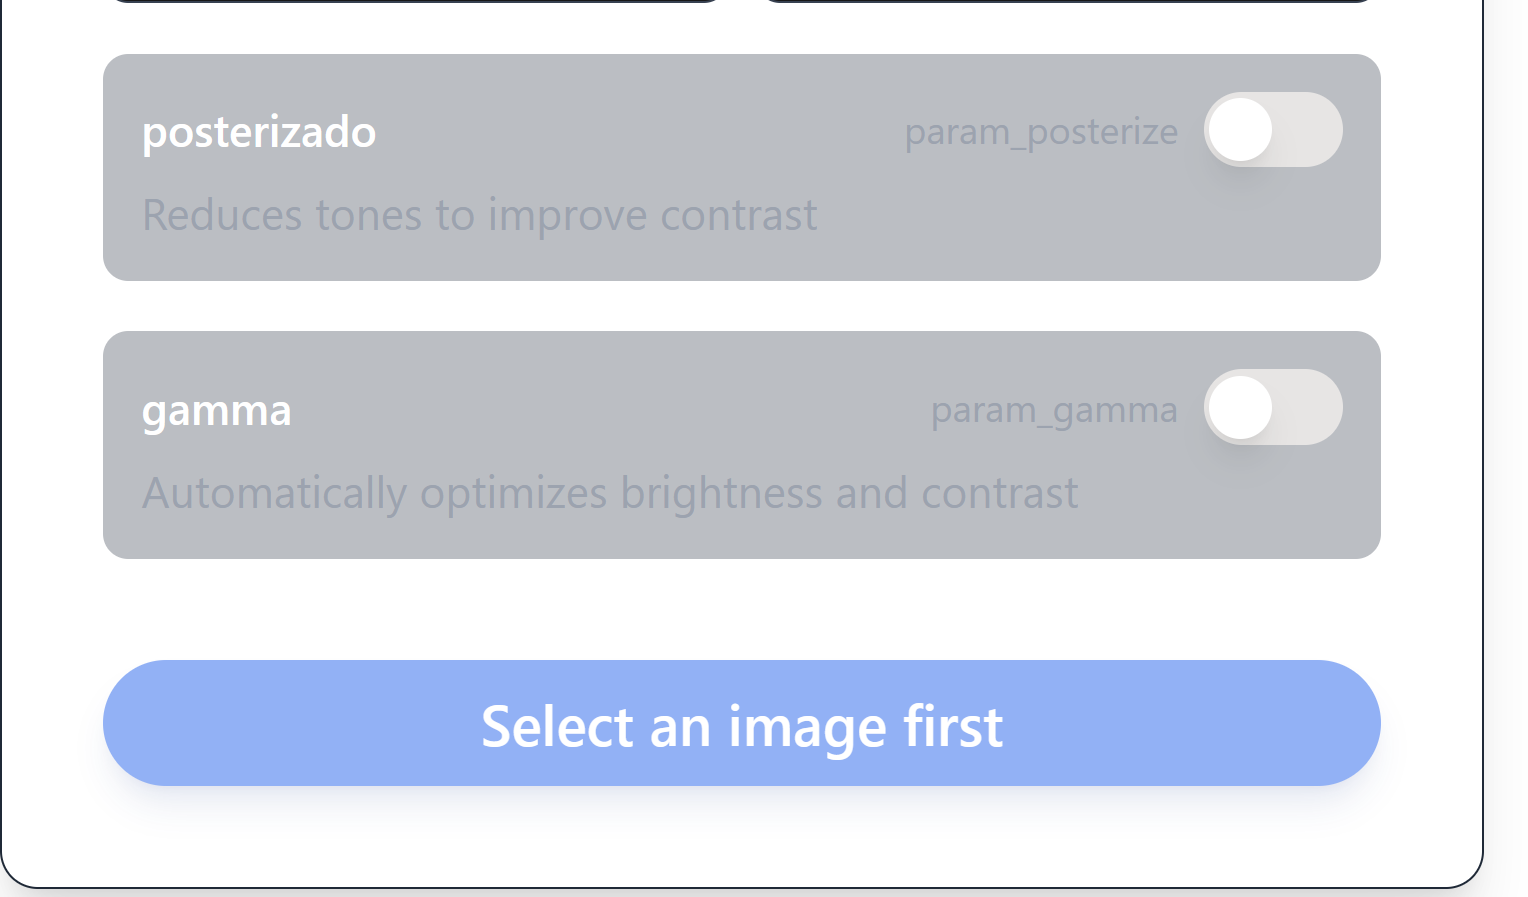 posterizado
param_posterize
Reduces tones to improve contrast
gamma
param_gamma
Automatically optimizes brightness and contrast
Select an image first